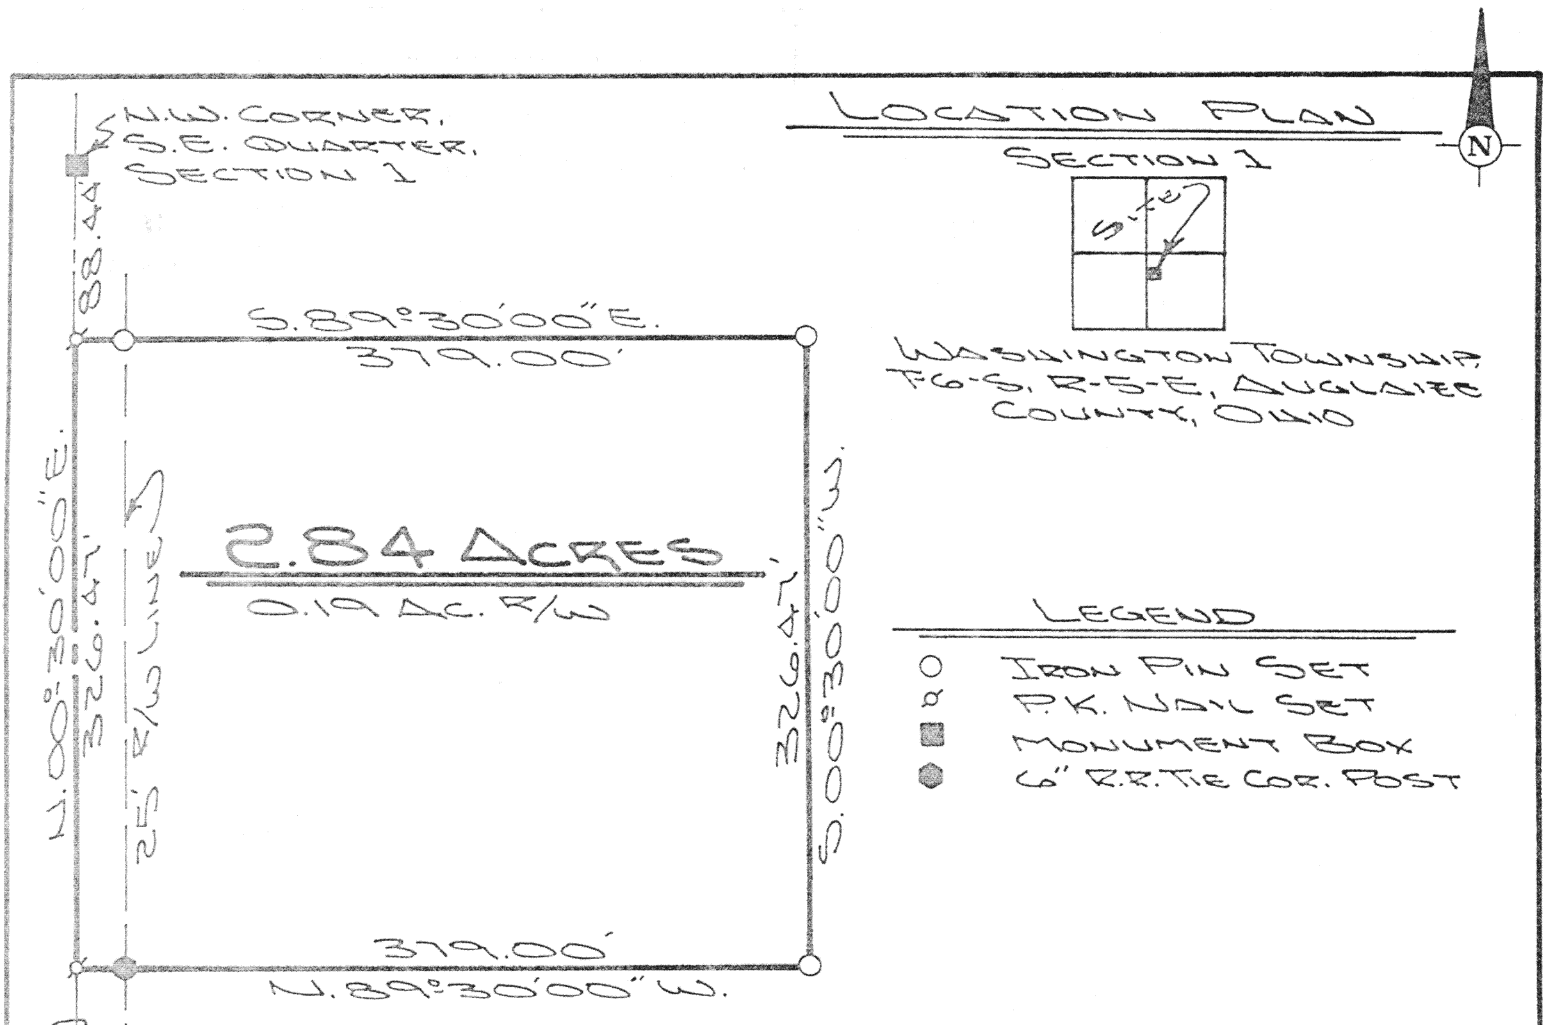 N.W. CORNER,
S.E. QUARTER,
SECTION 1
88.44'
S.89°30'00"E.
379.00'
N.00°30'00"E.
326.47'
25' R/W LINE
2.84 ACRES
0.19 AC. R/W
326.47'
S.00°30'00"W.
379.00'
N.89°30'00"W.
LOCATION PLAN
SECTION 1
Site
WASHINGTON TOWNSHIP,
T-6-S, R-5-E, AUGLAIZE
COUNTY, OHIO
N
LEGEND
IRON PIN SET
P.K. NAIL SET
MONUMENT BOX
6" R.R. TIE COR. POST